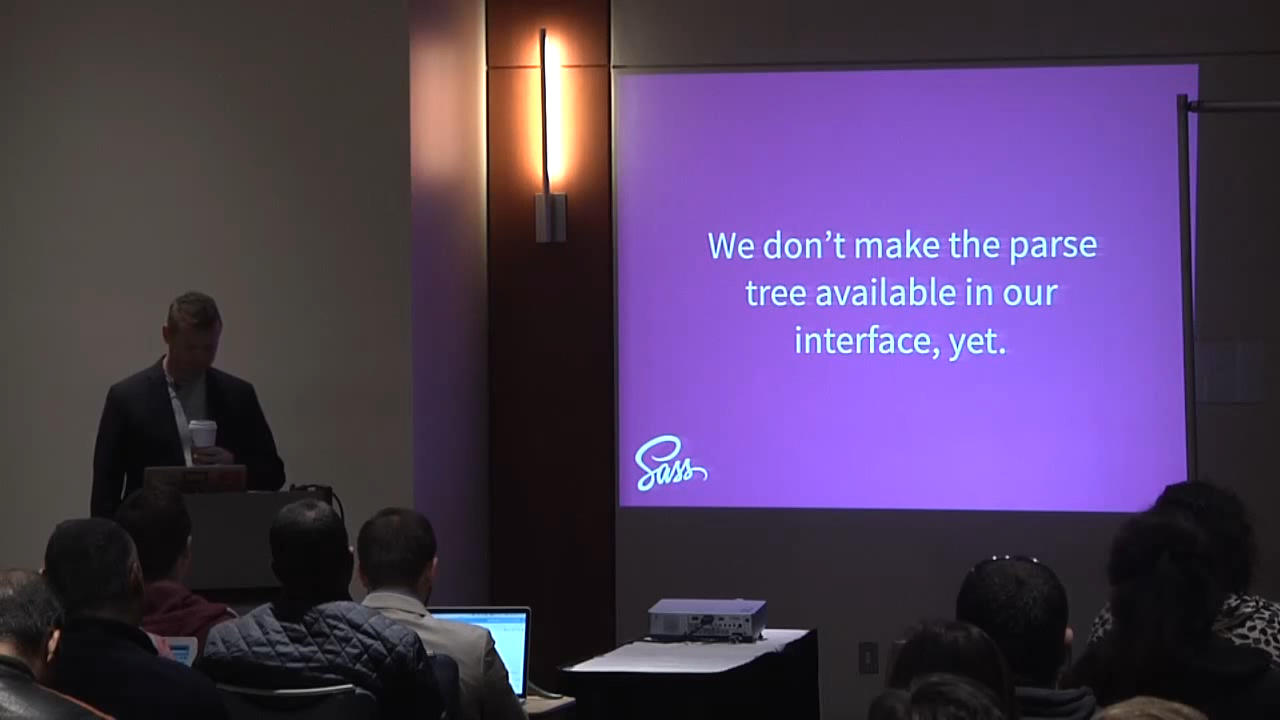 We don't make the parse
tree available in our
interface, yet.
Sass